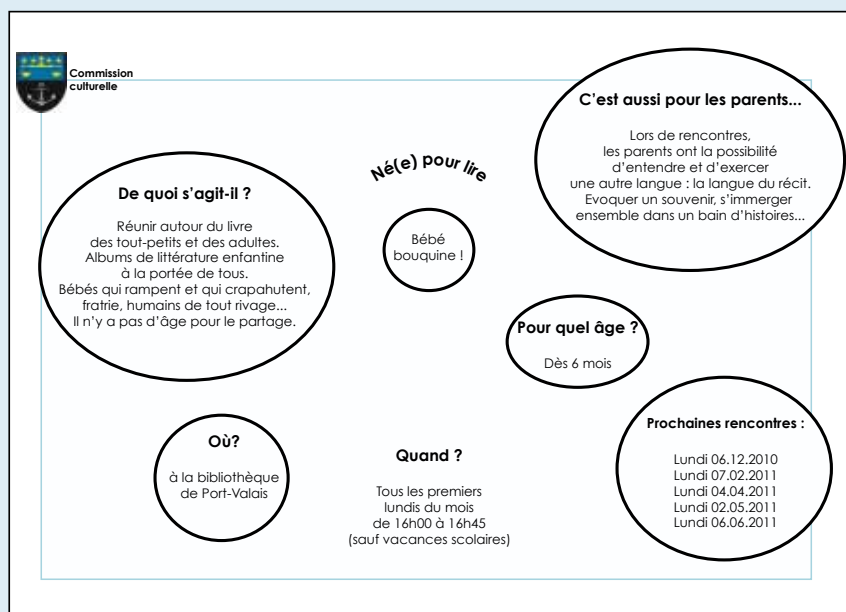 Commission
culturelle
C'est aussi pour les parents...
Lors de rencontres,
les parents ont la possibilité
d'entendre et d'exercer
une autre langue : la langue du récit.
Evoquer un souvenir, s'immerger
ensemble dans un bain d'histoires...
Né(e) pour lire
Bébé
bouquine !
De quoi s'agit-il ?
Réunir autour du livre
des tout-petits et des adultes.
Albums de littérature enfantine
à la portée de tous.
Bébés qui rampent et qui crapahutent,
fratrie, humains de tout rivage...
Il n'y a pas d'âge pour le partage.
Pour quel âge ?
Dès 6 mois
Où?
à la bibliothèque
de Port-Valais
Quand ?
Tous les premiers
lundis du mois
de 16h00 à 16h45
(sauf vacances scolaires)
Prochaines rencontres :
Lundi 06.12.2010
Lundi 07.02.2011
Lundi 04.04.2011
Lundi 02.05.2011
Lundi 06.06.2011